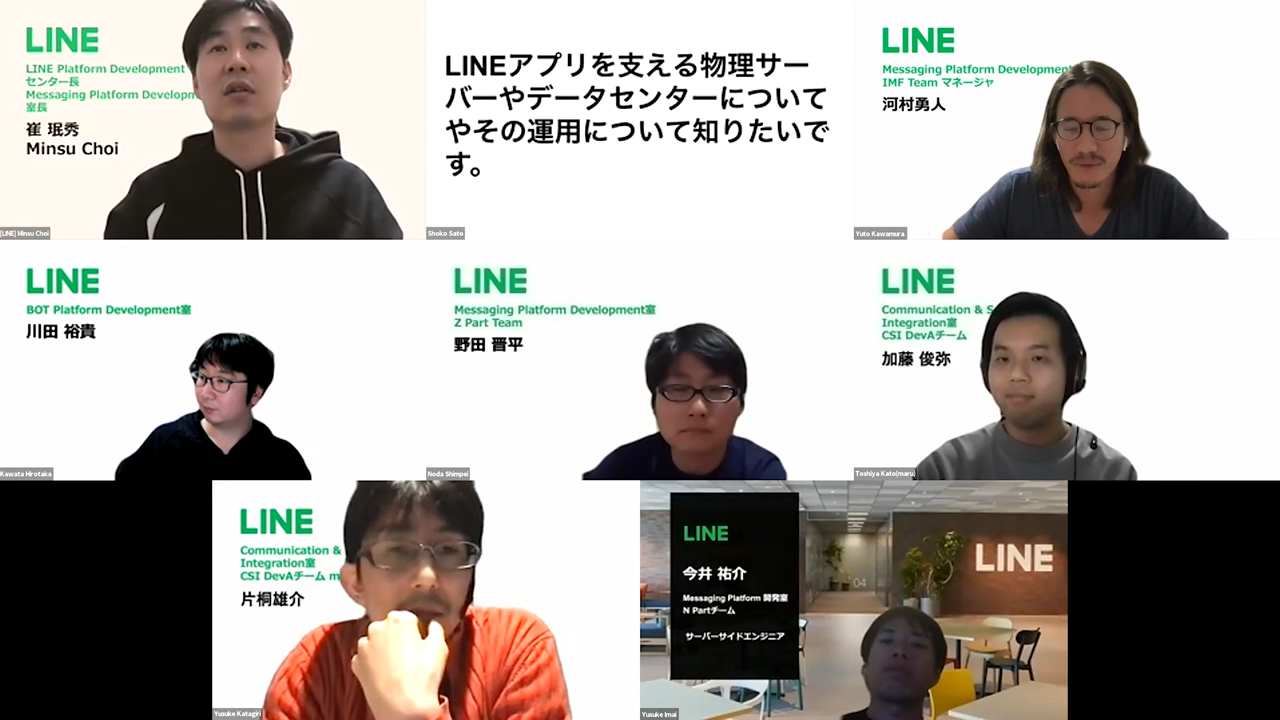 LINE
LINE Platform Development
センター長
Messaging Platform Developm
室長
崔 珉秀
Minsu Choi
[LINE] Minsu Choi
LINEアプリを支える物理サー
バーやデータセンターについて
やその運用について知りたいで
す。
Shoko Sato
LINE
Messaging Platform Development
IMF Team マネージャ
河村勇人
Yuto Kawamura
LINE
BOT Platform Development室
川田 裕貴
Kawata Hirotaka
LINE
Messaging Platform Development室
Z Part Team
野田 晋平
Noda Shimpei
LINE
Communication & S
Integration室
CSI DevAチーム
加藤 俊弥
Toshiya Kato(maru)
LINE
Communication &
Integration室
CSI DevAチーム m
片桐雄介
Yusuke Katagiri
LINE
今井 祐介
Messaging Platform 開発室
N Partチーム
サーバーサイドエンジニア
04
LINE
Yusuke Imai